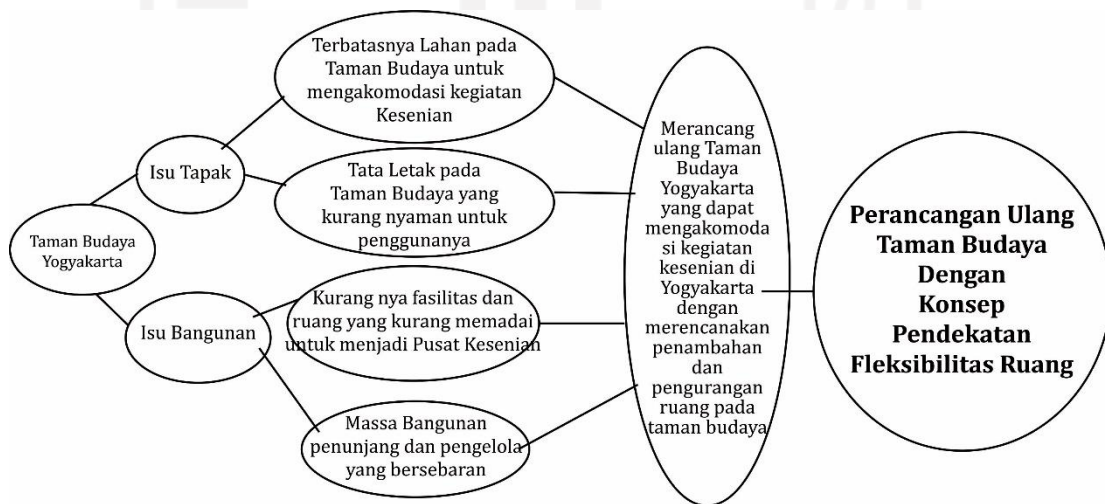 Taman Budaya
Yogyakarta
Isu Tapak
Isu Bangunan
Terbatasnya Lahan pada
Taman Budaya untuk
mengakomodasi kegiatan
Kesenian
Tata Letak pada
Taman Budaya yang
kurang nyaman untuk
penggunanya
Kurang nya fasilitas dan
ruang yang kurang memadai
untuk menjadi Pusat Kesenian
Massa Bangunan
penunjang dan pengelola
yang bersebaran
Merancang
ulang Taman
Budaya
Yogyakarta
yang dapat
mengakomoda
si kegiatan
kesenian di
Yogyakarta
dengan
merencanakan
penambahan
dan
pengurangan
ruang pada
taman budaya
Perancangan Ulang
Taman Budaya
Dengan
Konsep
Pendekatan
Fleksibilitas Ruang